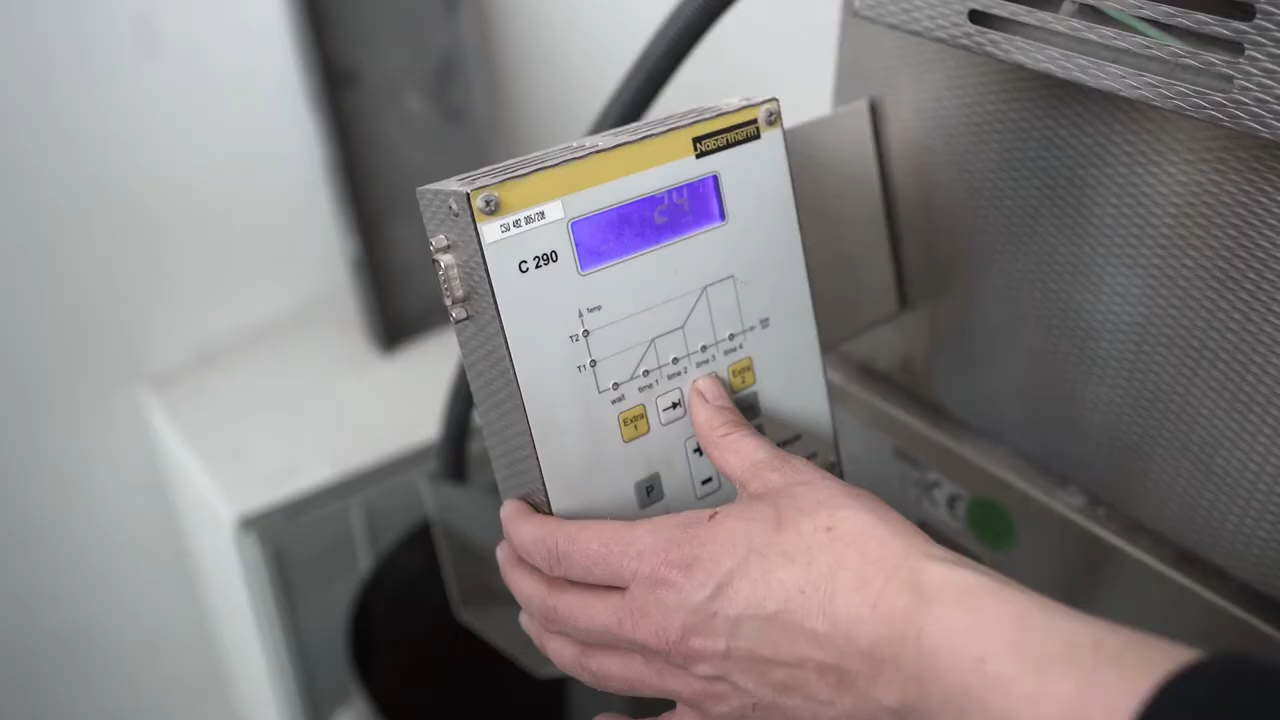 Nabertherm
CSU 482 005/208
24°
C 290
Temp
T2
T1
wait
time 1
time 2
time 3
time 4
Extra
1
Extra
2
+
-
P
CE